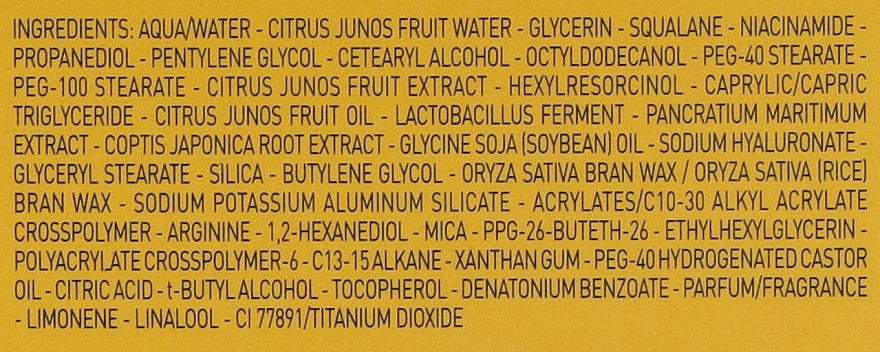 INGREDIENTS: AQUA/WATER - CITRUS JUNOS FRUIT WATER - GLYCERIN - SQUALANE - NIACINAMIDE -
PROPANEDIOL - PENTYLENE GLYCOL - CETEARYL ALCOHOL - OCTYLDODECANOL - PEG-40 STEARATE -
PEG-100 STEARATE - CITRUS JUNOS FRUIT EXTRACT - HEXYLRESORCINOL - CAPRYLIC/CAPRIC
TRIGLYCERIDE - CITRUS JUNOS FRUIT OIL - LACTOBACILLUS FERMENT - PANCRATIUM MARITIMUM
EXTRACT - COPTIS JAPONICA ROOT EXTRACT - GLYCINE SOJA (SOYBEAN) OIL - SODIUM HYALURONATE -
GLYCERYL STEARATE - SILICA - BUTYLENE GLYCOL - ORYZA SATIVA BRAN WAX / ORYZA SATIVA (RICE)
BRAN WAX - SODIUM POTASSIUM ALUMINUM SILICATE - ACRYLATES/C10-30 ALKYL ACRYLATE
CROSSPOLYMER - ARGININE - 1,2-HEXANEDIOL - MICA - PPG-26-BUTETH-26 - ETHYLHEXYLGLYCERIN -
POLYACRYLATE CROSSPOLYMER-6 - C13-15 ALKANE - XANTHAN GUM - PEG-40 HYDROGENATED CASTOR
OIL - CITRIC ACID - t-BUTYL ALCOHOL - TOCOPHEROL - DENATONIUM BENZOATE - PARFUM/FRAGRANCE
- LIMONENE - LINALOOL - CI 77891/TITANIUM DIOXIDE